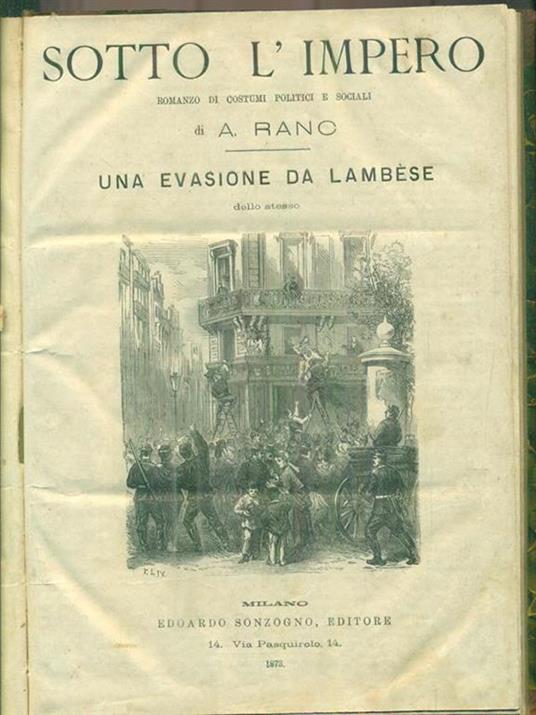 SOTTO L' IMPERO
ROMANZO DI COSTUMI POLITICI E SOCIALI
di A. RANC
UNA EVASIONE DA LAMBÈSE
dello stesso
MILANO
EDOARDO SONZOGNO, EDITORE
14. Via Pasquirolo, 14.
1873.